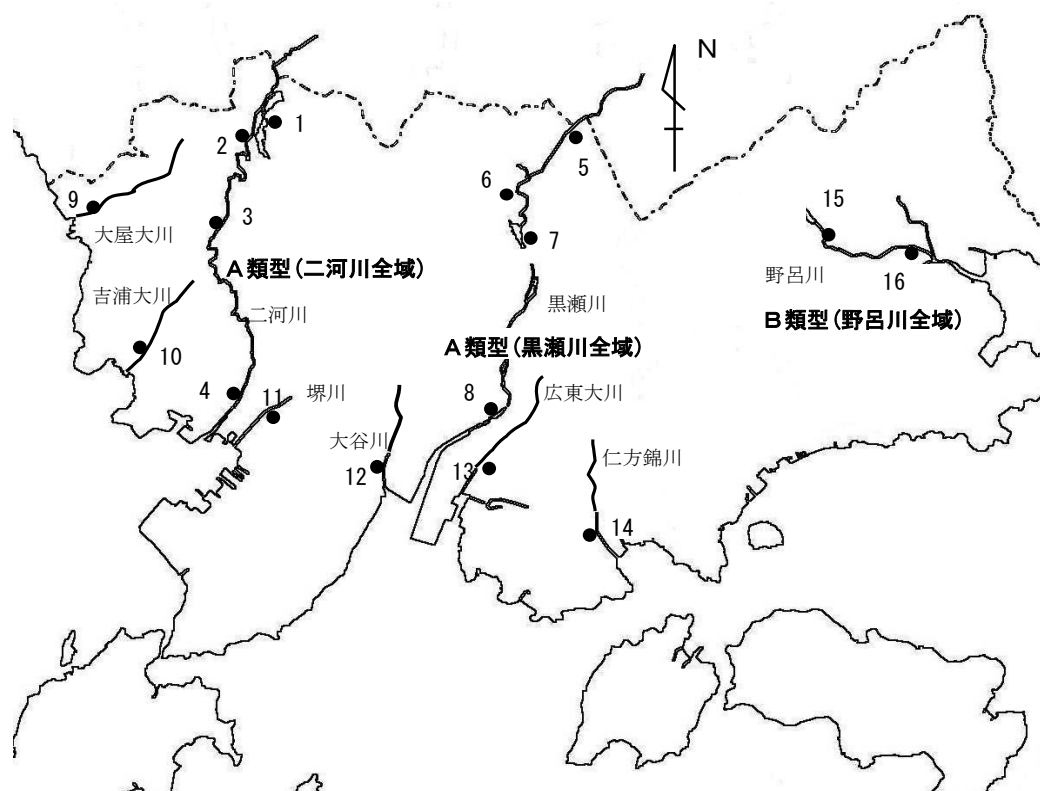 N
1
2
5
6
9
15
3
7
大屋大川
16
野呂川
A類型(二河川全域)
吉浦大川
二河川
黒瀬川
B類型(野呂川全域)
10
A類型(黒瀬川全域)
4
11
堺川
8
広東大川
大谷川
12
13
仁方錦川
14